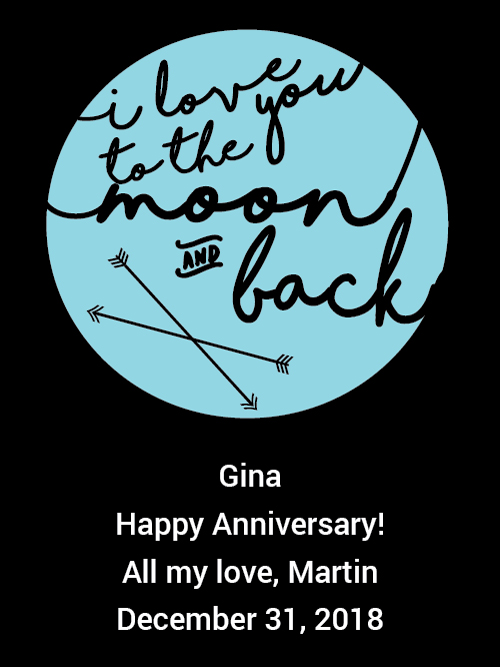 i love you
to the
moon
AND
back
Gina
Happy Anniversary!
All my love, Martin
December 31, 2018